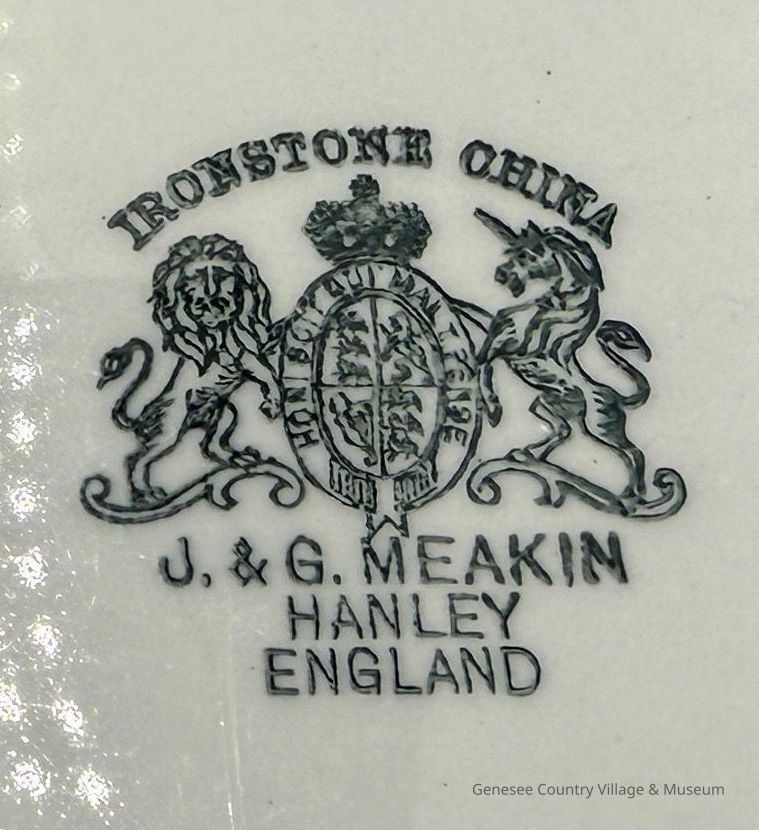 IRONSTONE CHINA
HONI SOIT QUI MAL Y PENSE
J. & G. MEAKIN
HANLEY
ENGLAND
Genesee Country Village & Museum